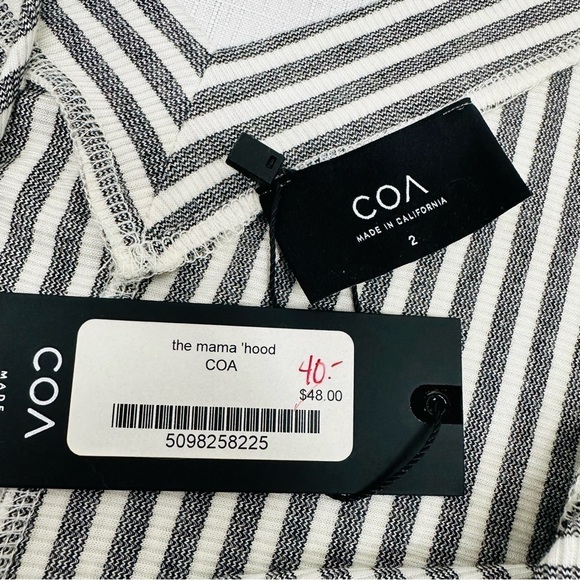 COA
MADE IN CALIFORNIA
2
COA
MADE
the mama 'hood
COA
40.-
$48.00
5098258225